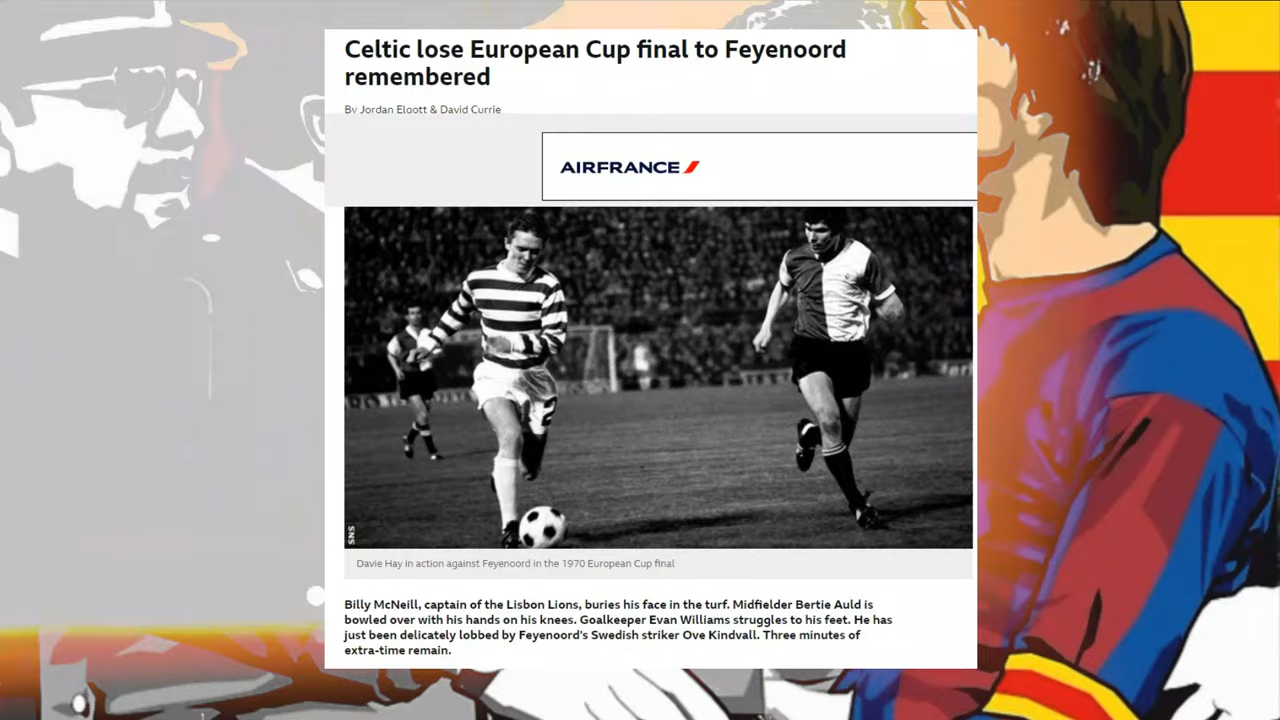 Celtic lose European Cup final to Feyenoord
remembered
By Jordan Elgott & David Currie
AIRFRANCE
SNS
Davie Hay in action against Feyenoord in the 1970 European Cup final
Billy McNeill, captain of the Lisbon Lions, buries his face in the turf. Midfielder Bertie Auld is
bowled over with his hands on his knees. Goalkeeper Evan Williams struggles to his feet. He has
just been delicately lobbed by Feyenoord's Swedish striker Ove Kindvall. Three minutes of
extra-time remain.